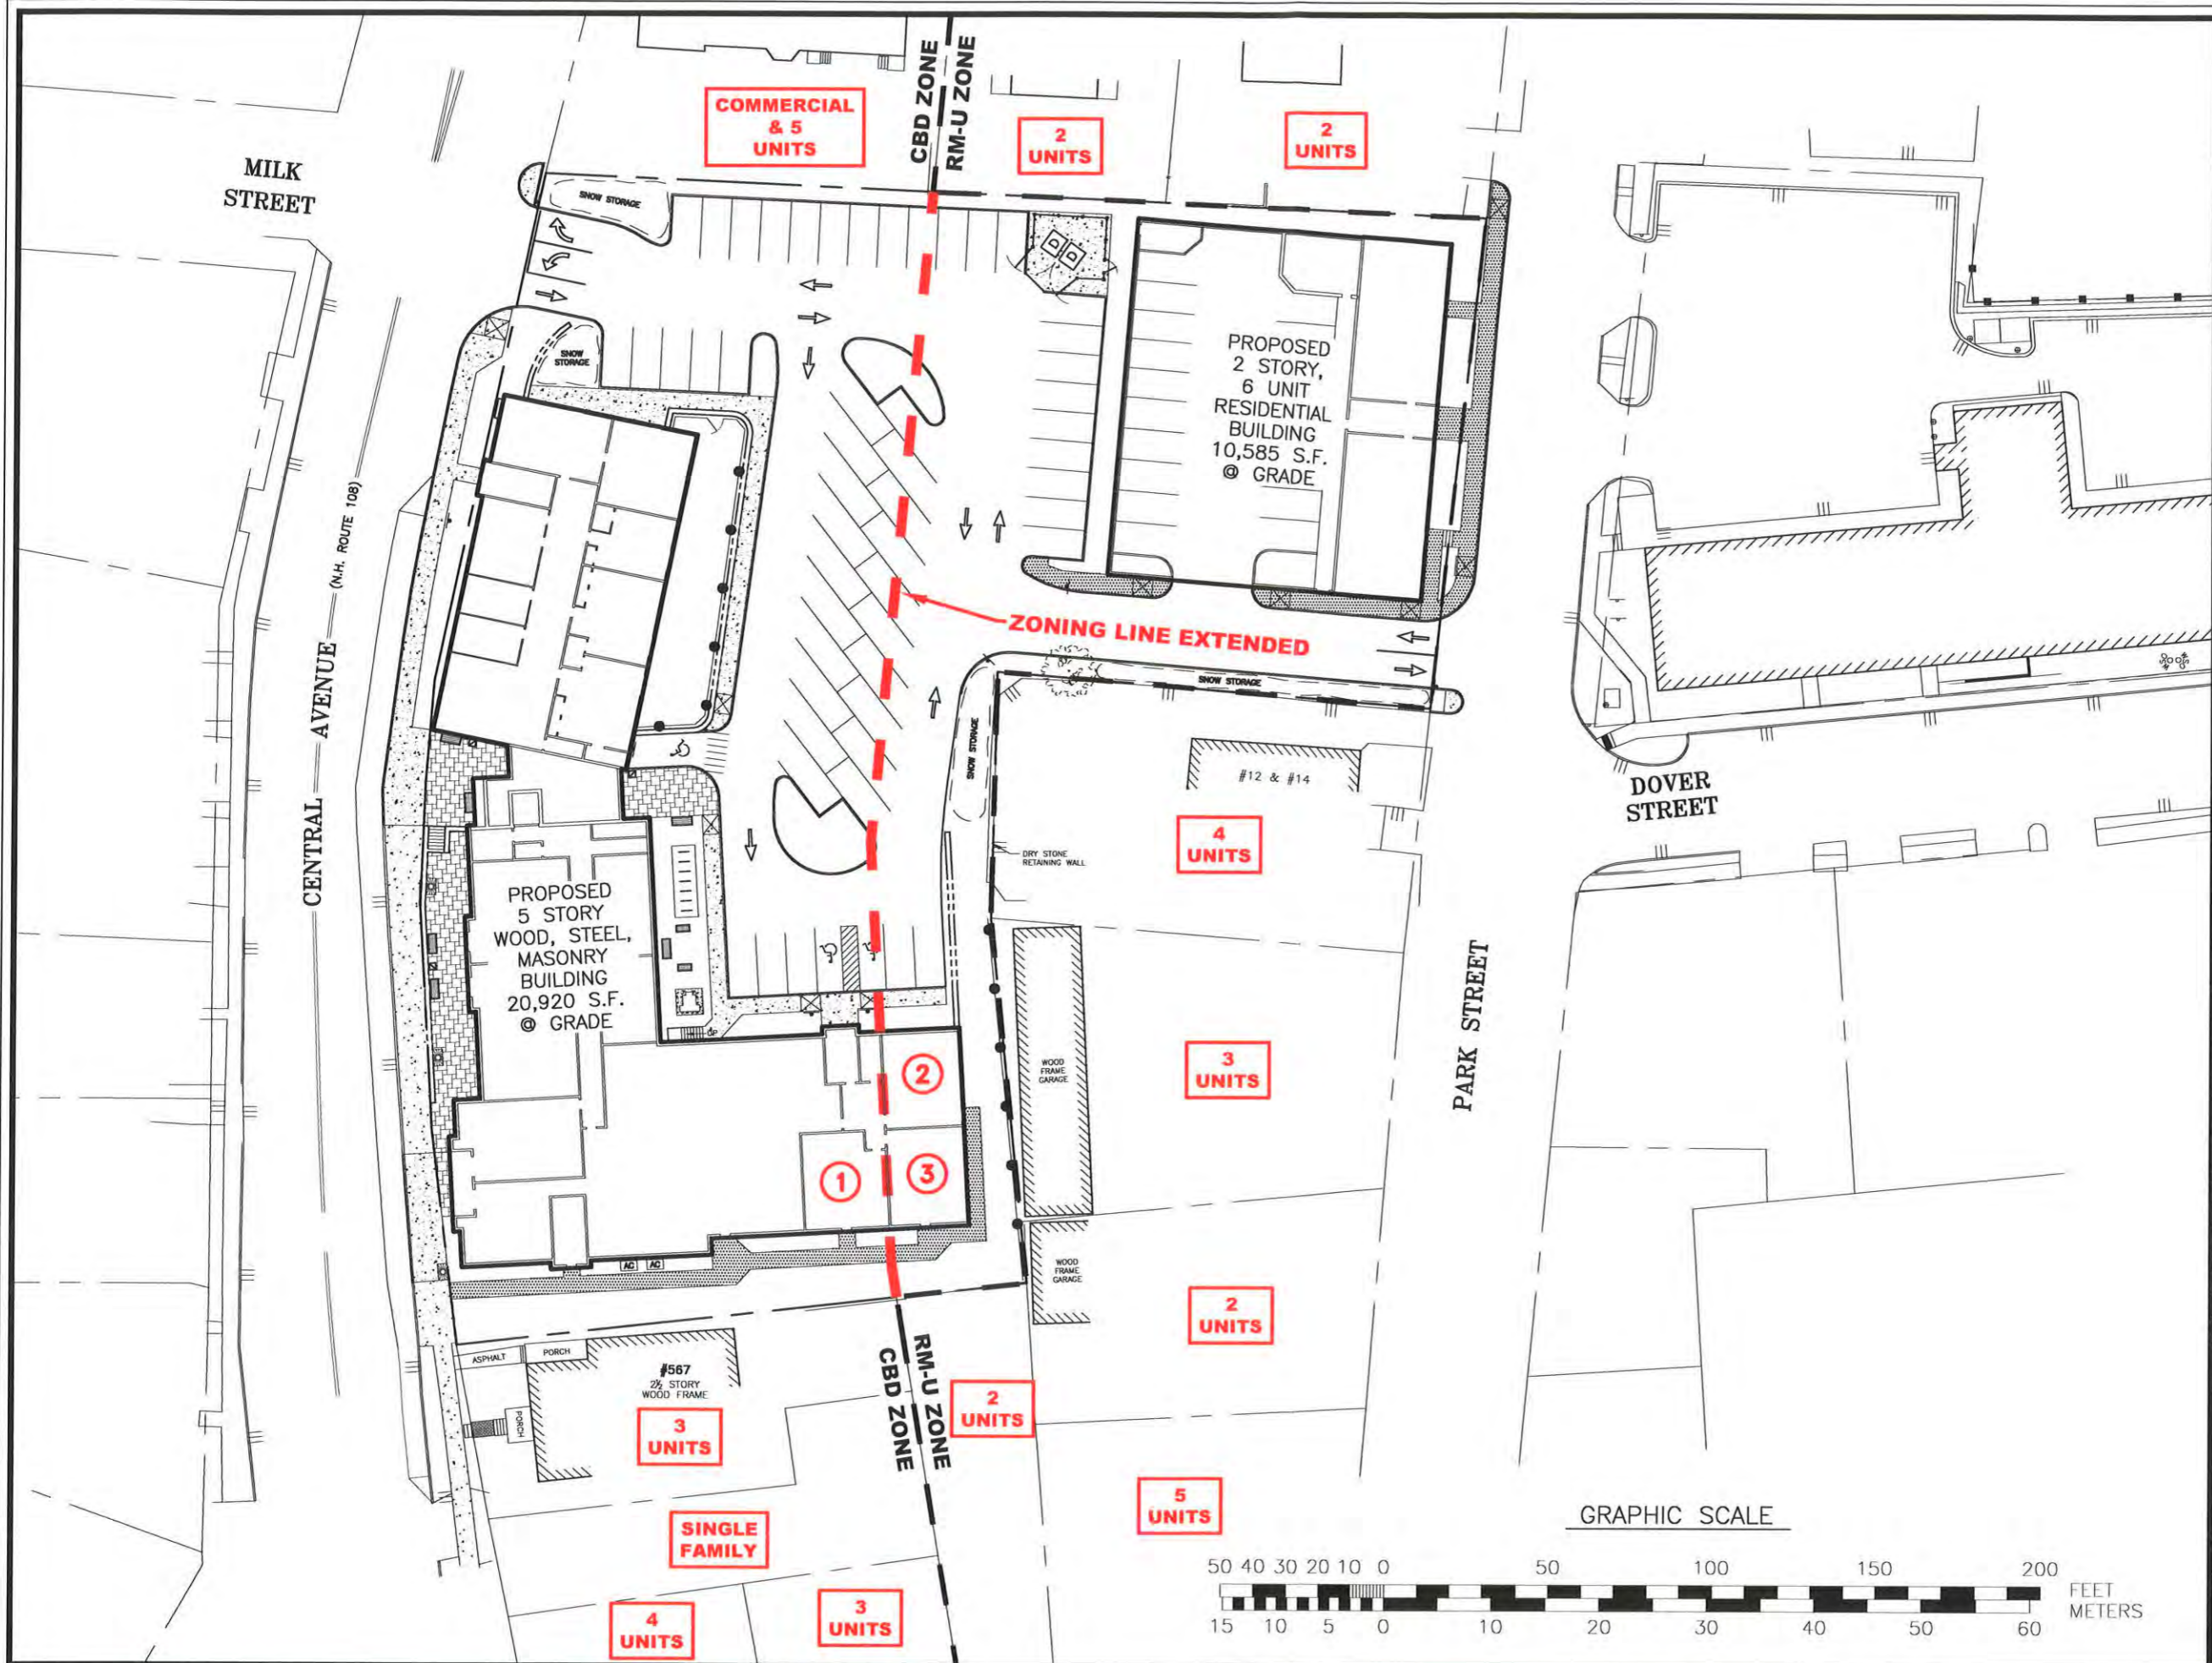 CBD ZONE
RM-U ZONE
COMMERCIAL
& 5
UNITS
2
UNITS
2
UNITS
MILK
STREET
SNOW STORAGE
D
D
SNOW
STORAGE
PROPOSED
2 STORY,
6 UNIT
RESIDENTIAL
BUILDING
10,585 S.F.
@ GRADE
CENTRAL AVENUE (N.H. ROUTE 108)
ZONING LINE EXTENDED
SNOW STORAGE
SNOW STORAGE
#12 & #14
DOVER
STREET
4
UNITS
DRY STONE
RETAINING WALL
PROPOSED
5 STORY
WOOD, STEEL,
MASONRY
BUILDING
20,920 S.F.
@ GRADE
PARK STREET
WOOD
FRAME
GARAGE
3
UNITS
2
1
3
AC
AC
WOOD
FRAME
GARAGE
2
UNITS
ASPHALT
PORCH
#567
2½ STORY
WOOD FRAME
PORCH
3
UNITS
CBD ZONE
RM-U ZONE
2
UNITS
5
UNITS
SINGLE
FAMILY
4
UNITS
3
UNITS
GRAPHIC SCALE
50 40 30 20 10 0 50 100 150 200
FEET
METERS
15 10 5 0 10 20 30 40 50 60